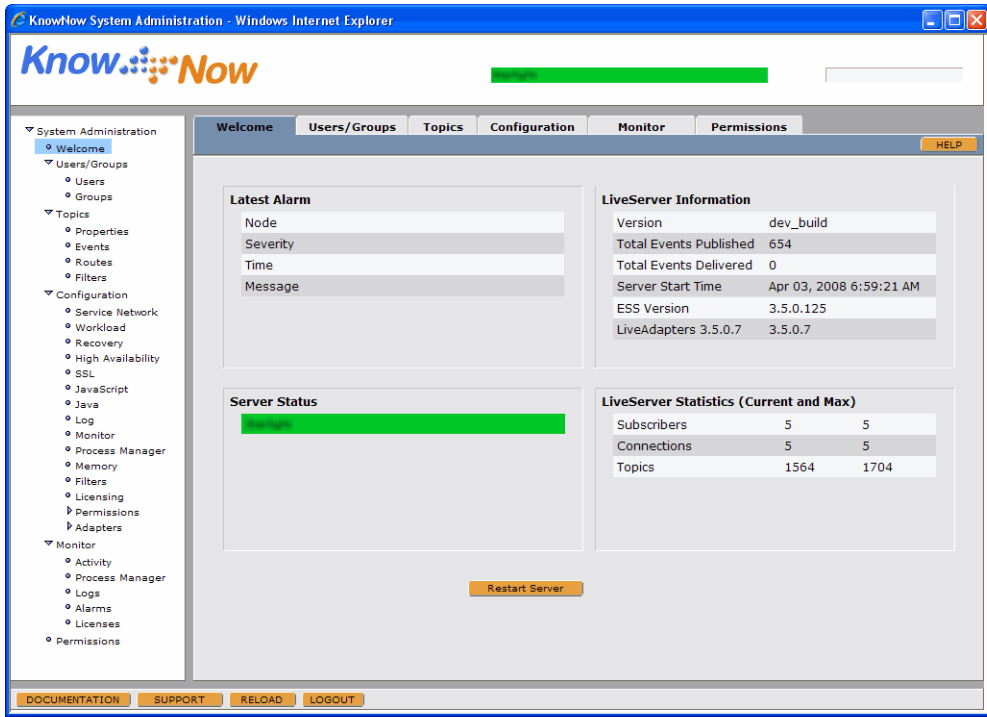 KnowNow System Administration - Windows Internet Explorer
Know Now
System Administration
Welcome
Users/Groups
Users
Groups
Topics
Properties
Events
Routes
Filters
Configuration
Service Network
Workload
Recovery
High Availability
SSL
JavaScript
Java
Log
Monitor
Process Manager
Memory
Filters
Licensing
Permissions
Adapters
Monitor
Activity
Process Manager
Logs
Alarms
Licenses
Permissions
Welcome Users/Groups Topics Configuration Monitor Permissions
HELP
Latest Alarm
Node
Severity
Time
Message
LiveServer Information
Version dev_build
Total Events Published 654
Total Events Delivered 0
Server Start Time Apr 03, 2008 6:59:21 AM
ESS Version 3.5.0.125
LiveAdapters 3.5.0.7 3.5.0.7
Server Status
LiveServer Statistics (Current and Max)
Subscribers 5 5
Connections 5 5
Topics 1564 1704
Restart Server
DOCUMENTATION SUPPORT RELOAD LOGOUT